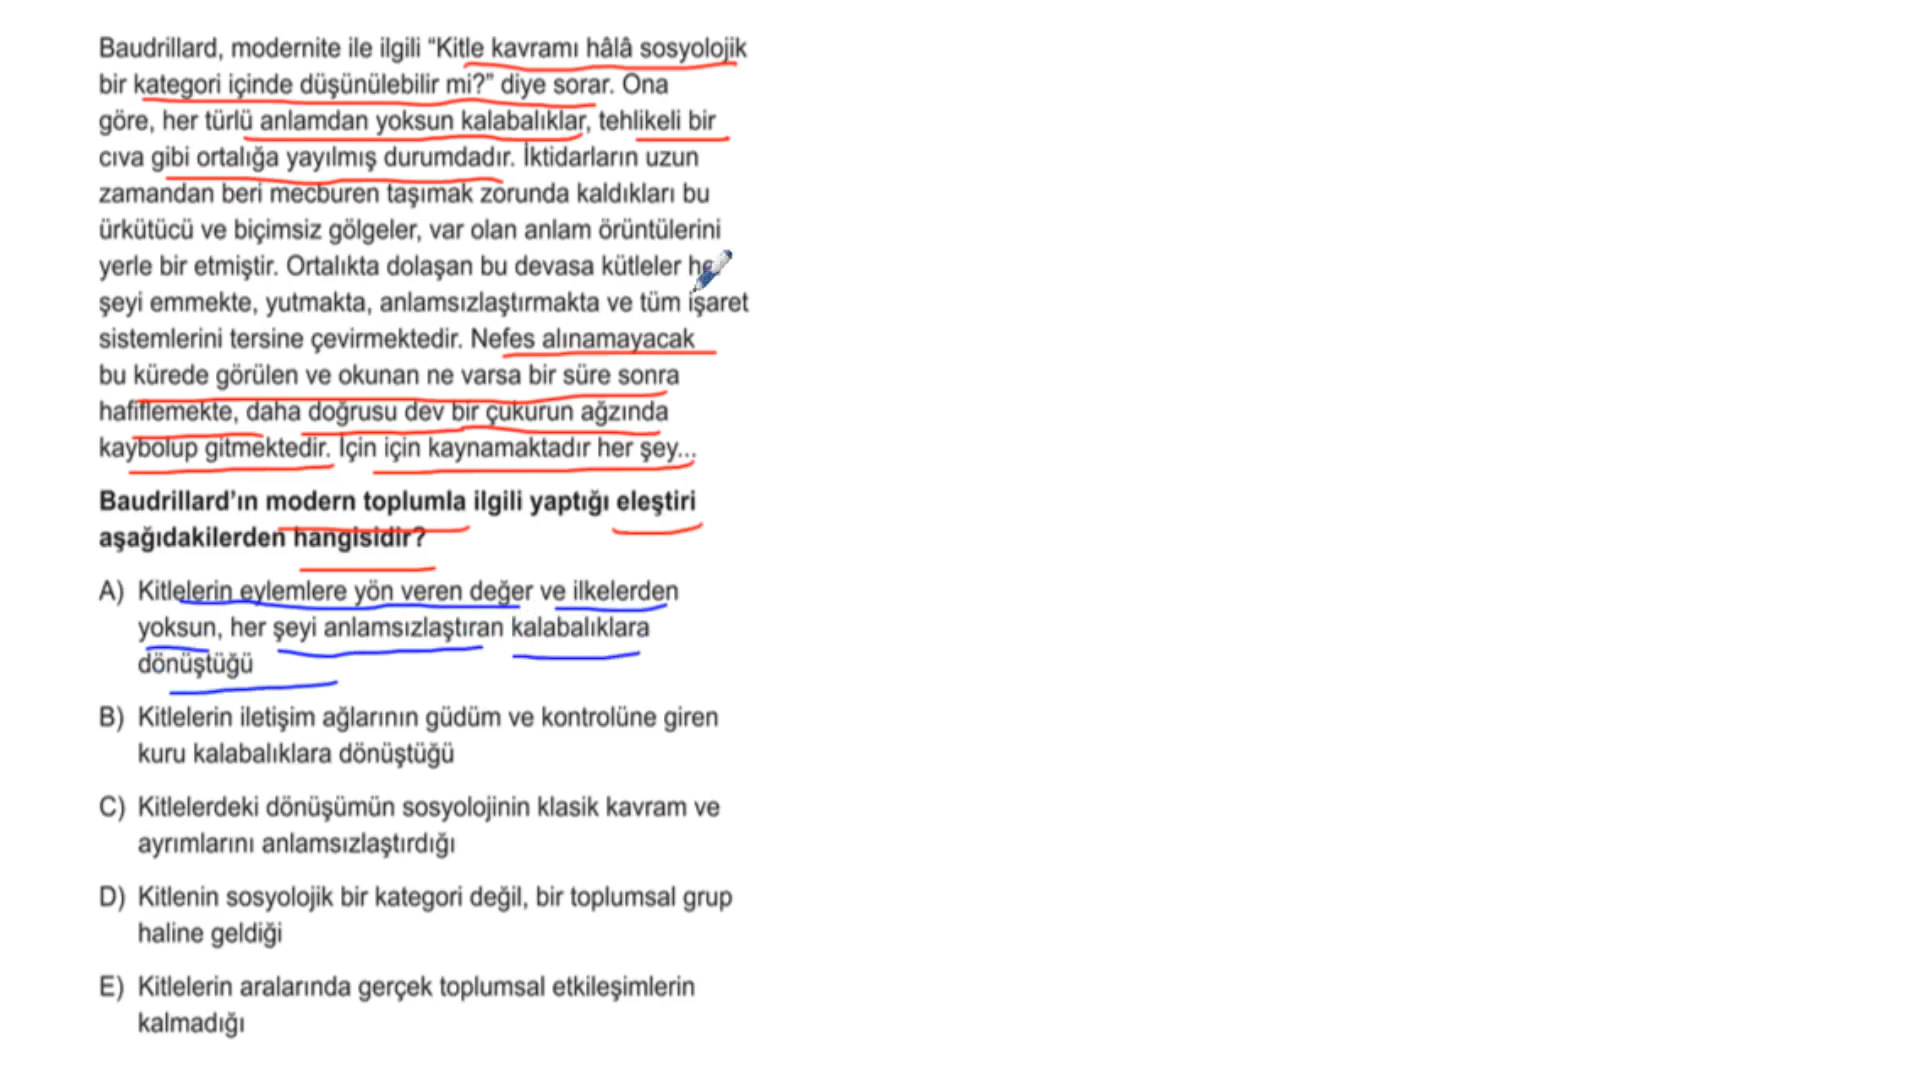 Baudrillard, modernite ile ilgili “Kitle kavramı hâlâ sosyolojik
bir kategori içinde düşünülebilir mi?” diye sorar. Ona
göre, her türlü anlamdan yoksun kalabalıklar, tehlikeli bir
cıva gibi ortalığa yayılmış durumdadır. İktidarların uzun
zamandan beri mecburen taşımak zorunda kaldıkları bu
ürkütücü ve biçimsiz gölgeler, var olan anlam örüntülerini
yerle bir etmiştir. Ortalıkta dolaşan bu devasa kütleler her
şeyi emmekte, yutmakta, anlamsızlaştırmakta ve tüm işaret
sistemlerini tersine çevirmektedir. Nefes alınamayacak
bu kürede görülen ve okunan ne varsa bir süre sonra
hafiflemekte, daha doğrusu dev bir çukurun ağzında
kaybolup gitmektedir. İçin için kaynamaktadır her şey...
Baudrillard’ın modern toplumla ilgili yaptığı eleştiri
aşağıdakilerden hangisidir?
A) Kitlelerin eylemlere yön veren değer ve ilkelerden
yoksun, her şeyi anlamsızlaştıran kalabalıklara
dönüştüğü
B) Kitlelerin iletişim ağlarının güdüm ve kontrolüne giren
kuru kalabalıklara dönüştüğü
C) Kitlelerdeki dönüşümün sosyolojinin klasik kavram ve
ayrımlarını anlamsızlaştırdığı
D) Kitlenin sosyolojik bir kategori değil, bir toplumsal grup
haline geldiği
E) Kitlelerin aralarında gerçek toplumsal etkileşimlerin
kalmadığı